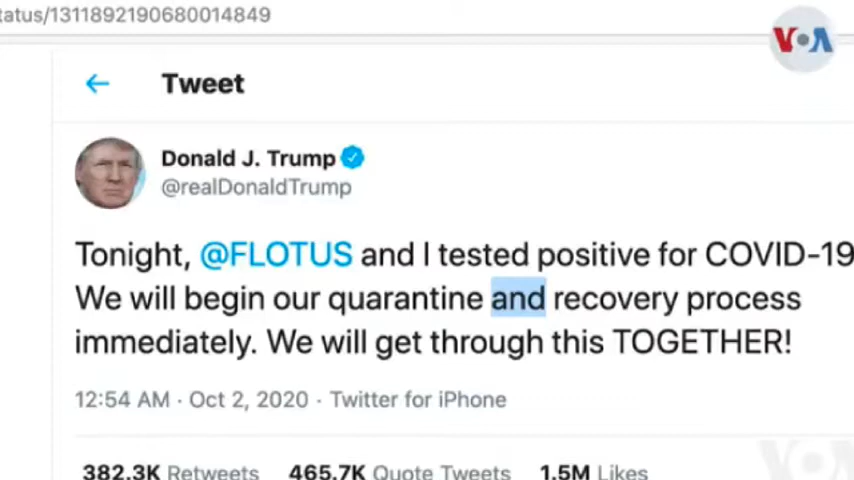 tatus/1311892190680014849
VOA
← Tweet
Donald J. Trump
@realDonaldTrump
Tonight, @FLOTUS and I tested positive for COVID-19
We will begin our quarantine and recovery process
immediately. We will get through this TOGETHER!
12:54 AM · Oct 2, 2020 · Twitter for iPhone
382.3K Retweets 465.7K Quote Tweets 1.5M Likes
VOA